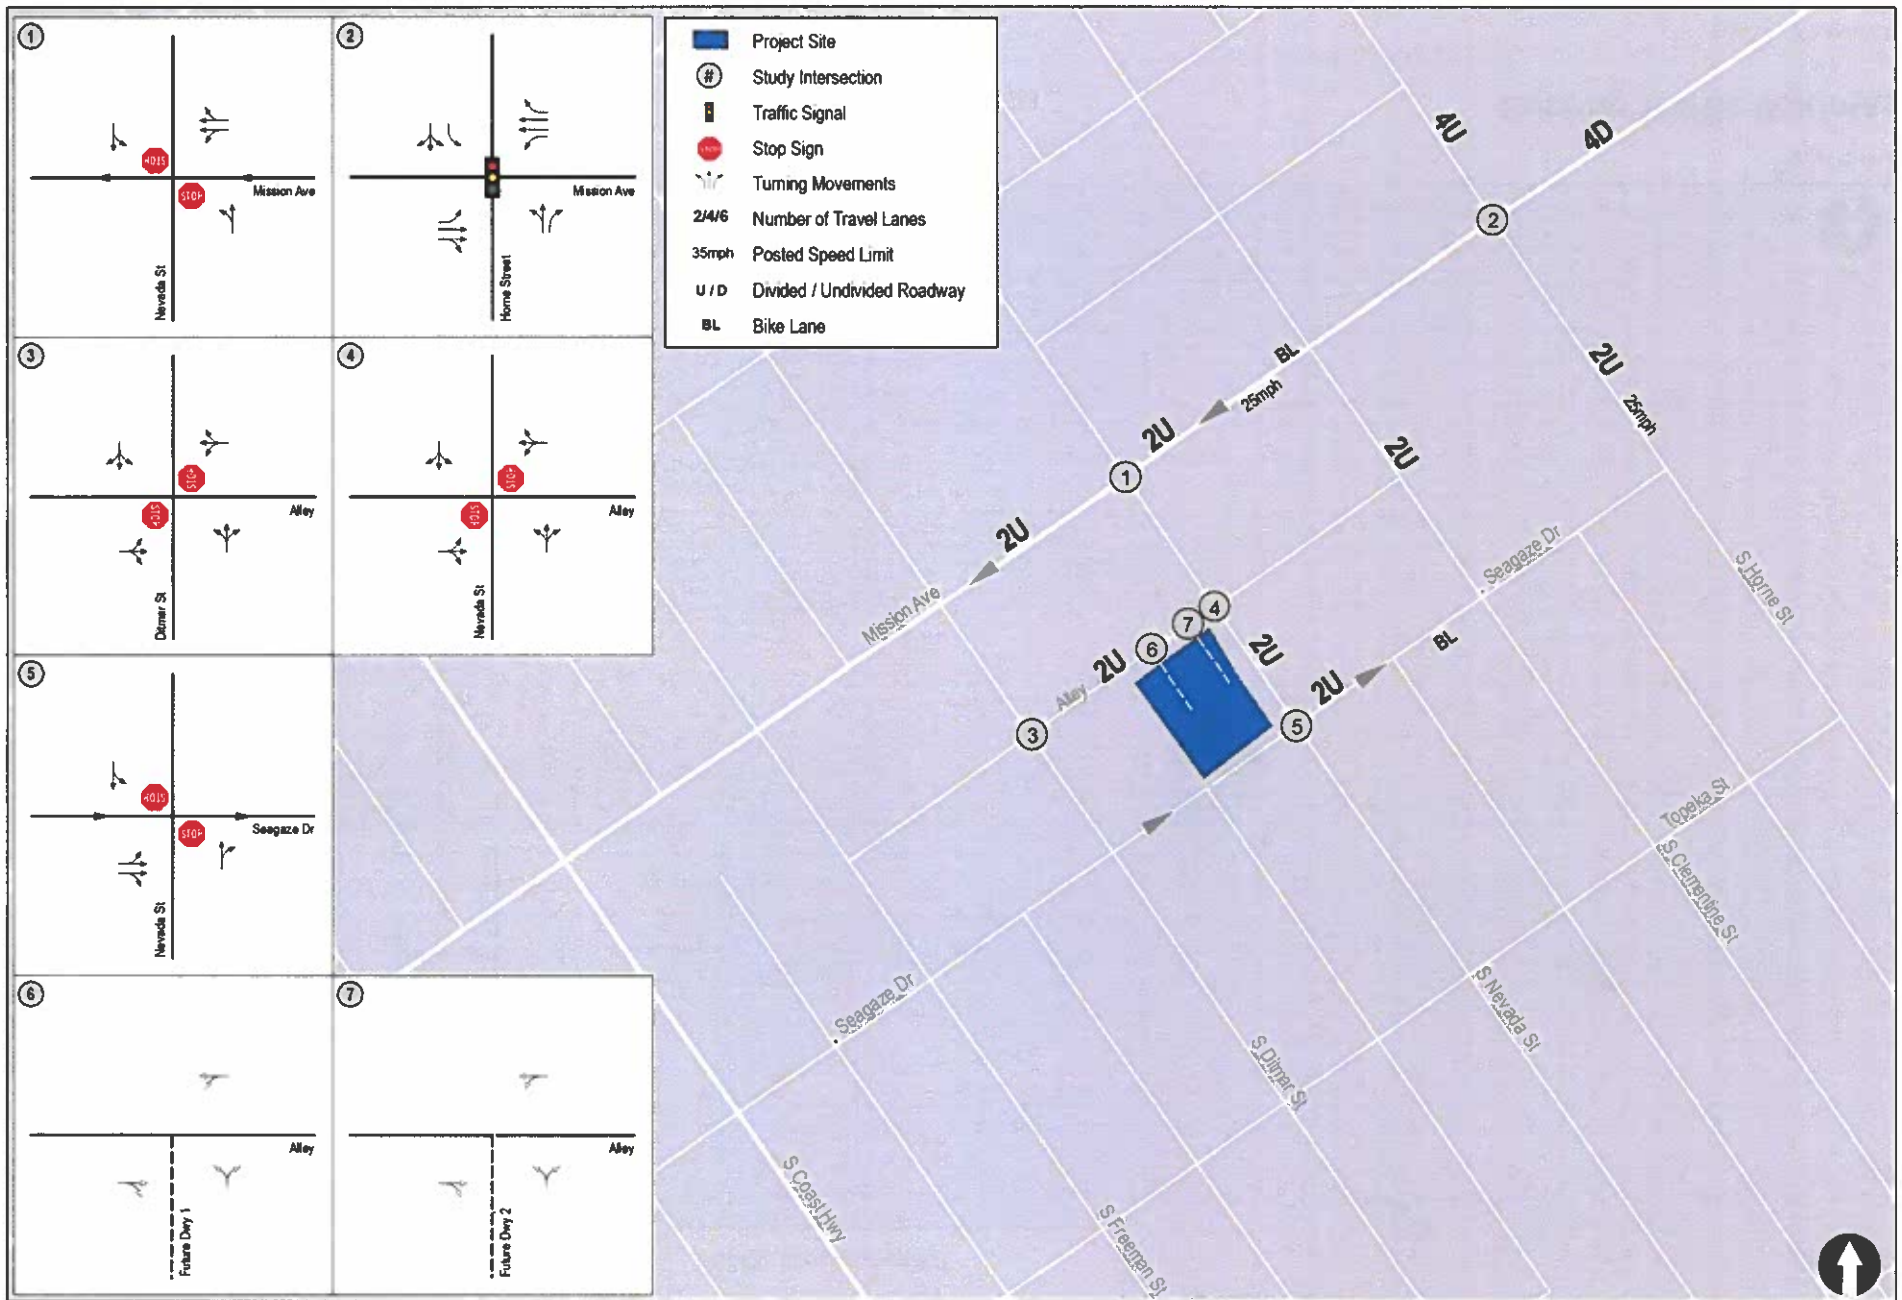 1
STOP
STOP
Mission Ave
Nevada St
2
Mission Ave
Horne Street
3
STOP
STOP
Alley
Ditmar St
4
STOP
STOP
Alley
Nevada St
5
STOP
STOP
Seagaze Dr
Nevada St
6
Alley
Future Dwy 1
7
Alley
Future Dwy 2
Project Site
# Study Intersection
Traffic Signal
STOP Stop Sign
Turning Movements
2/4/6 Number of Travel Lanes
35mph Posted Speed Limit
U / D Divided / Undivided Roadway
BL Bike Lane
4U
4D
2
2U
25mph
BL
25mph
2U
1
2U
2U
Mission Ave
Seagaze Dr
S Horne St
4
7
6
2U
2U
Alley
3
BL
2U
5
Topeka St
S Clementine St
Seagaze Dr
S Nevada St
S Ditmar St
S Coast Hwy
S Freeman St